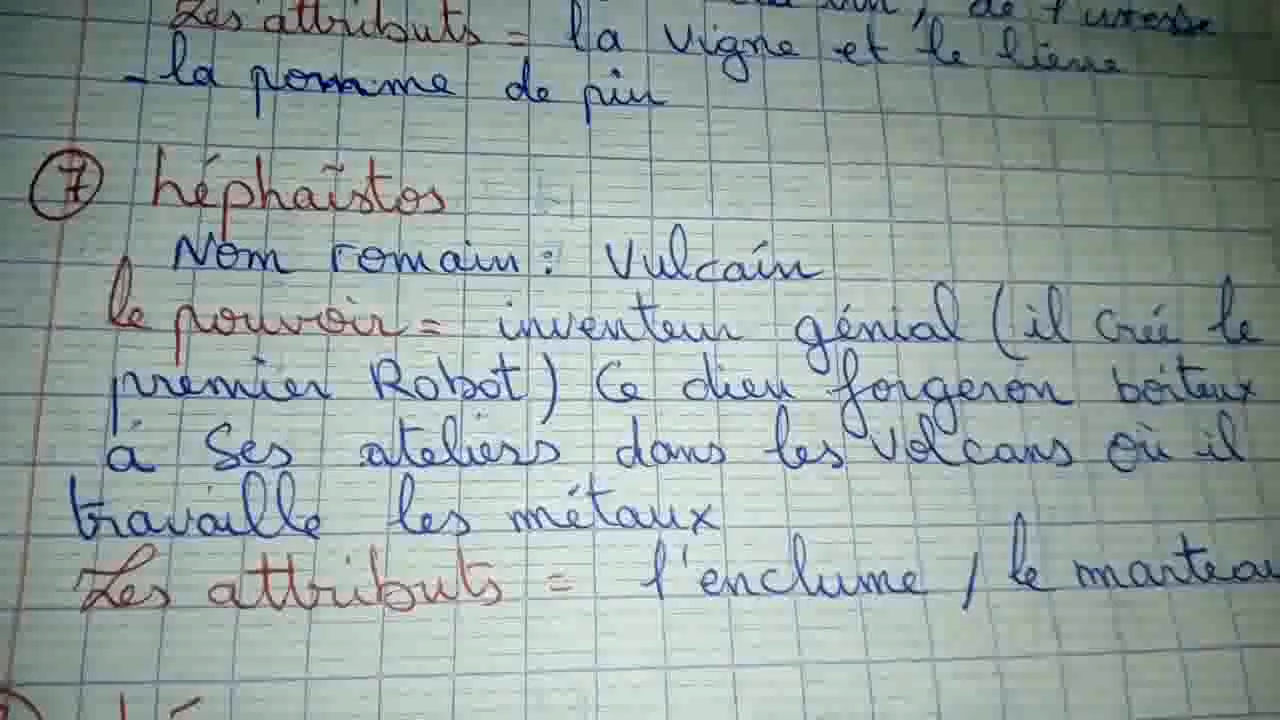 Les attributs = la vigne et le lierre
de l'ivresse
- la pomme de pin
7 héphaïstos
Nom romain : Vulcain
le pouvoir = inventeur génial (il crée le
premier Robot) Ce dieu forgeron boiteux
à Ses ateliers dans les volcans où il
travaille les métaux
Les attributs = l'enclume, le marteau